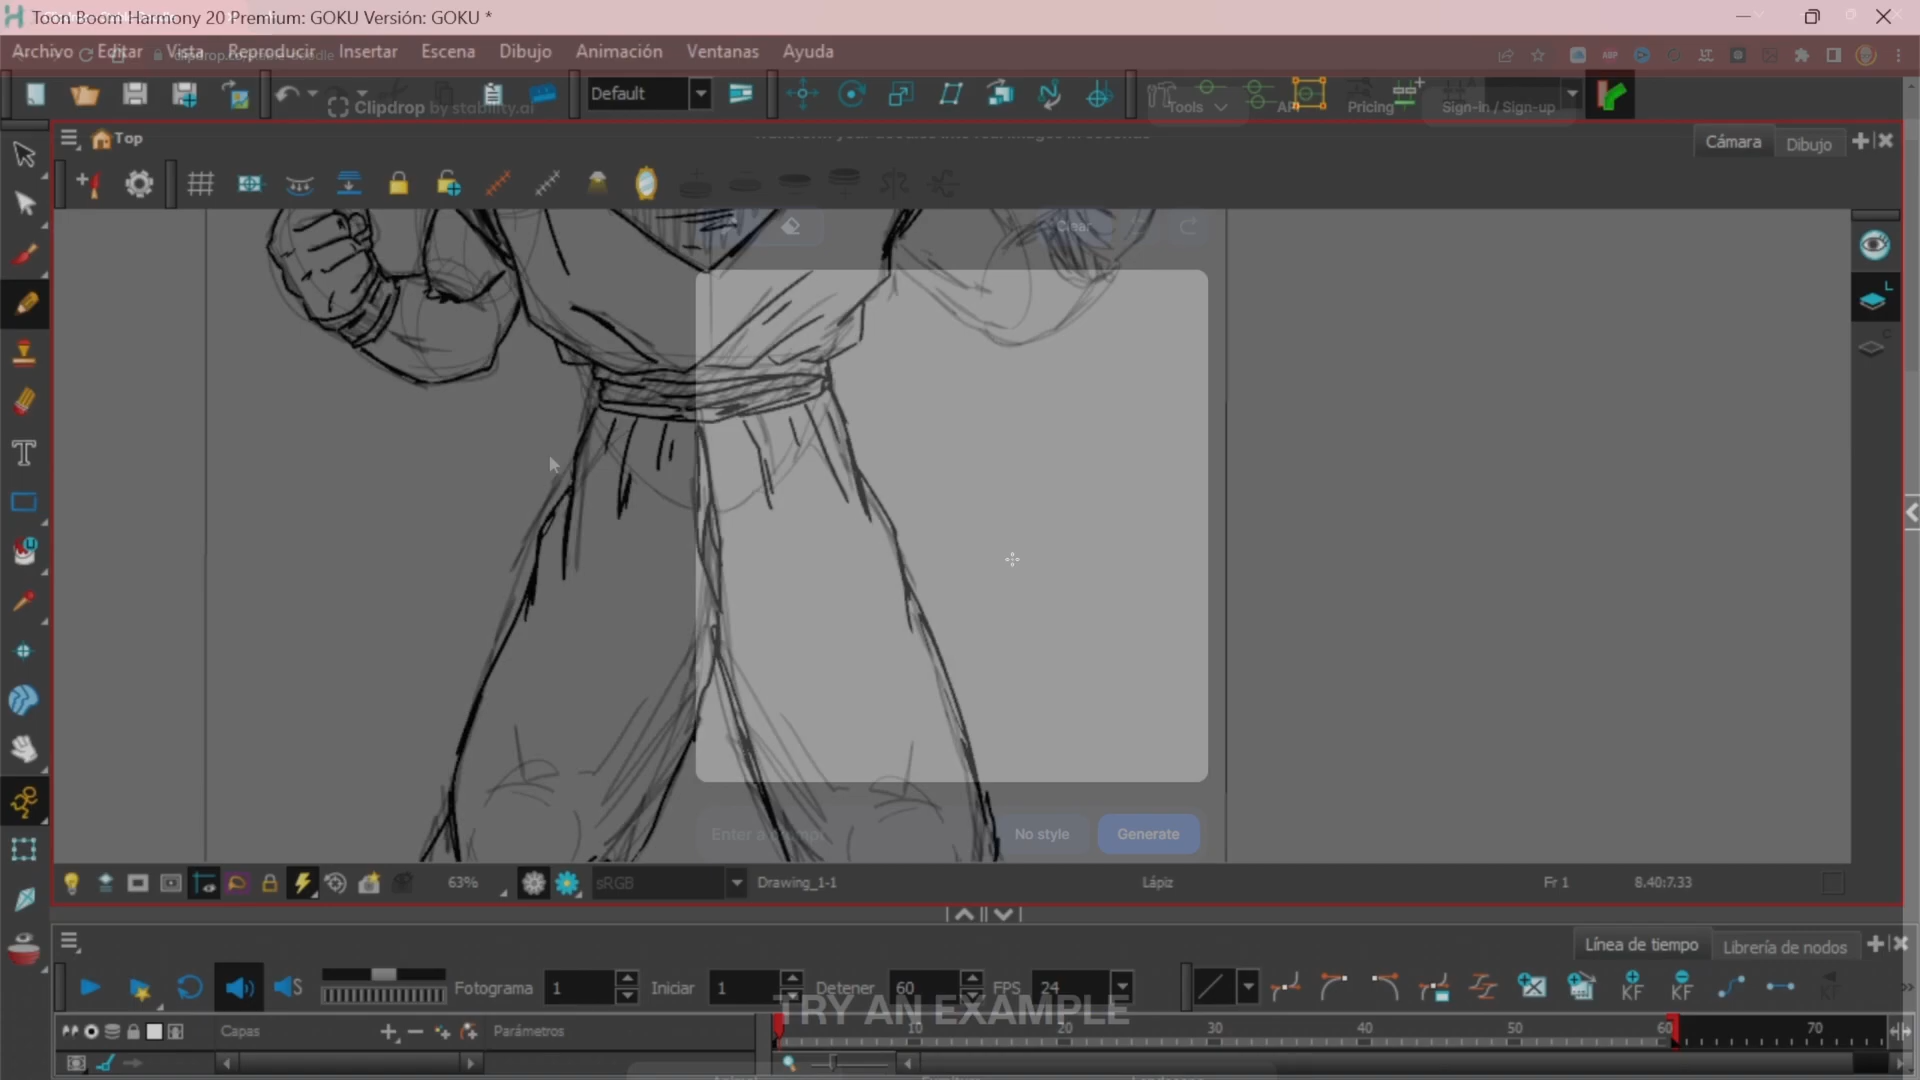 Toon Boom Harmony 20 Premium: GOKU Versión: GOKU *
Archivo Editar Vista Reproducir Insertar Escena Dibujo Animación Ventanas Ayuda
Default
Clipdrop by stability.ai
Tools
Pricing
Sign-in / Sign-up
Top
Cámara
Dibujo
Clear
No style
Generate
63%
sRGB
Drawing_1-1
Lápiz
Fr 1
8.40:7.33
Línea de tiempo
Librería de nodos
Fotograma 1 Iniciar 1 Detener 60 FPS 24
KF
KF
TRY AN EXAMPLE
Capas
Parámetros
10 20 30 40 50 60 70